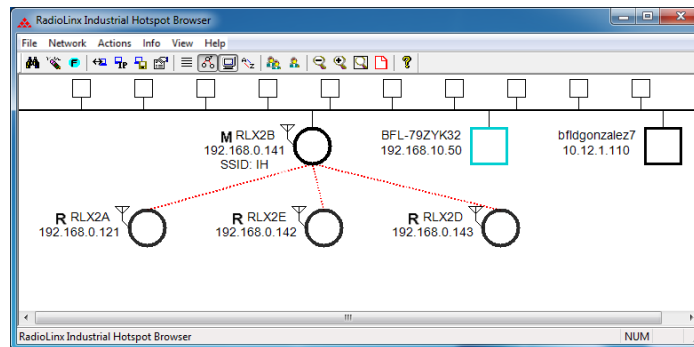 RadioLinx Industrial Hotspot Browser
File Network Actions Info View Help
M RLX2B
192.168.0.141
SSID: IH
BFL-79ZYK32
192.168.10.50
bfldgonzalez7
10.12.1.110
R RLX2A
192.168.0.121
R RLX2E
192.168.0.142
R RLX2D
192.168.0.143
RadioLinx Industrial Hotspot Browser
NUM